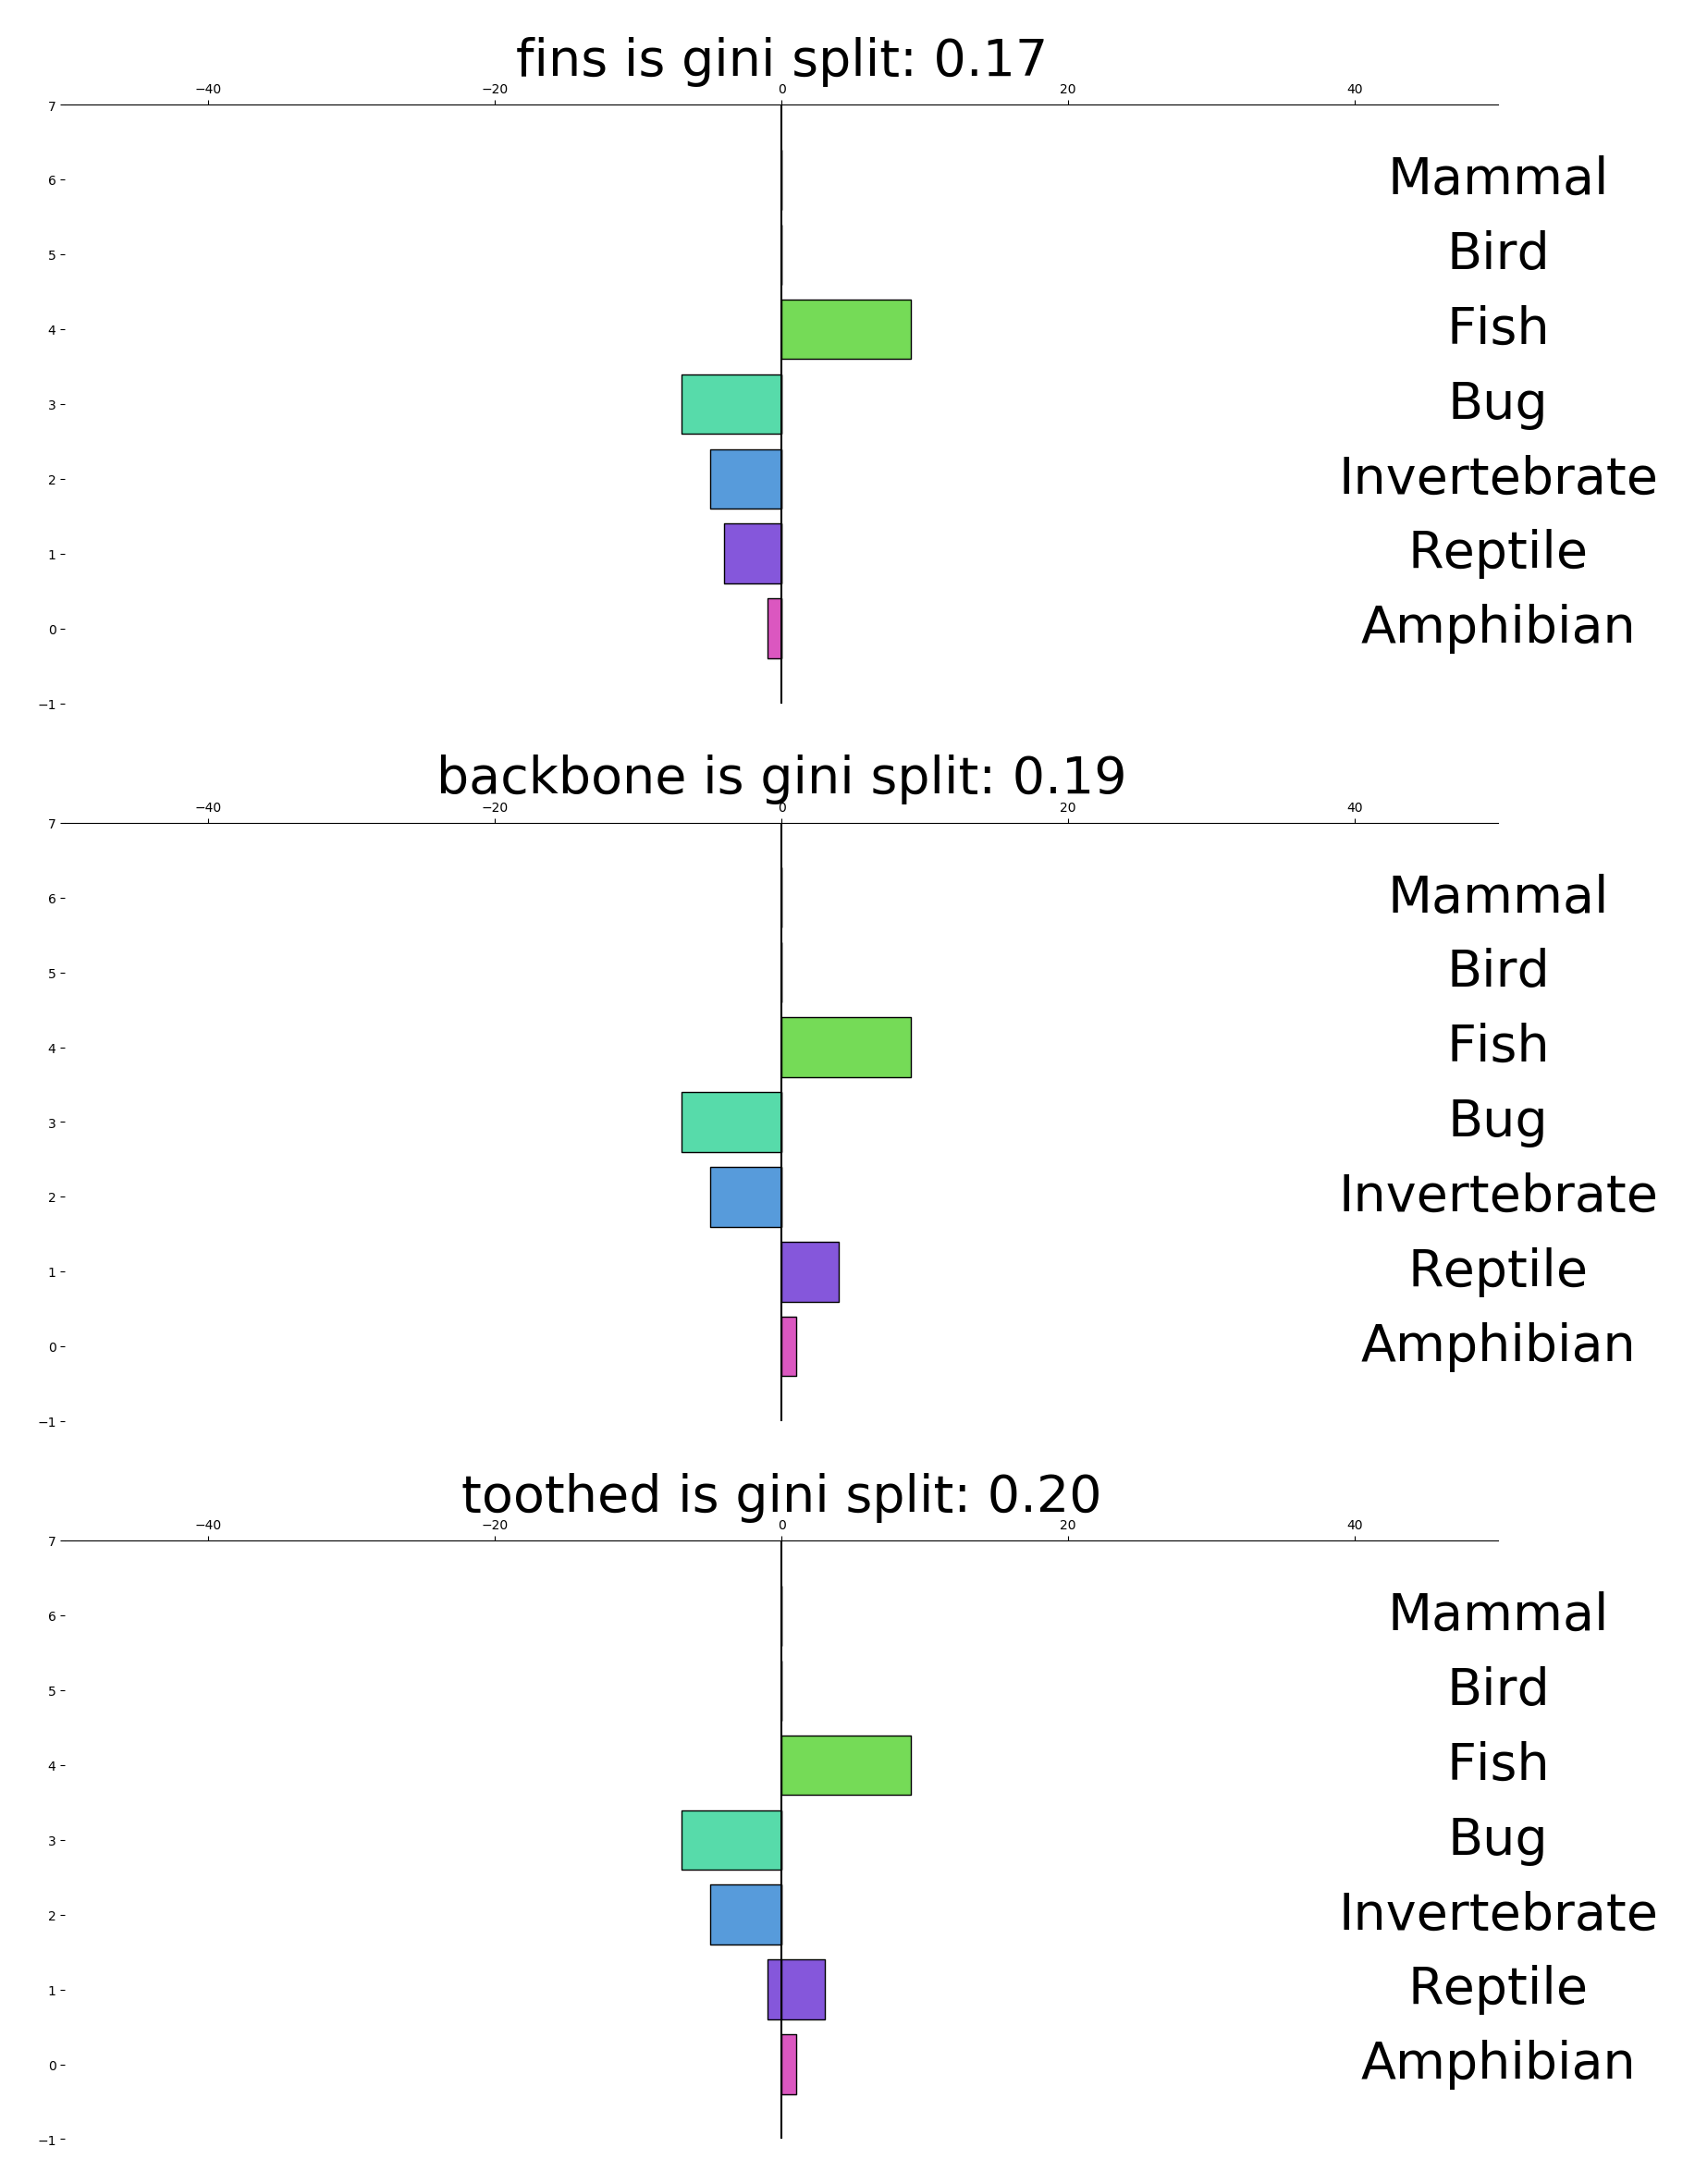 fins is gini split: 0.17
−40 −20 0 20 40
7
6 Mammal
5 Bird
4 Fish
3 Bug
2 Invertebrate
1 Reptile
0 Amphibian
−1
backbone is gini split: 0.19
−40 −20 0 20 40
7
6 Mammal
5 Bird
4 Fish
3 Bug
2 Invertebrate
1 Reptile
0 Amphibian
−1
toothed is gini split: 0.20
−40 −20 0 20 40
7
6 Mammal
5 Bird
4 Fish
3 Bug
2 Invertebrate
1 Reptile
0 Amphibian
−1